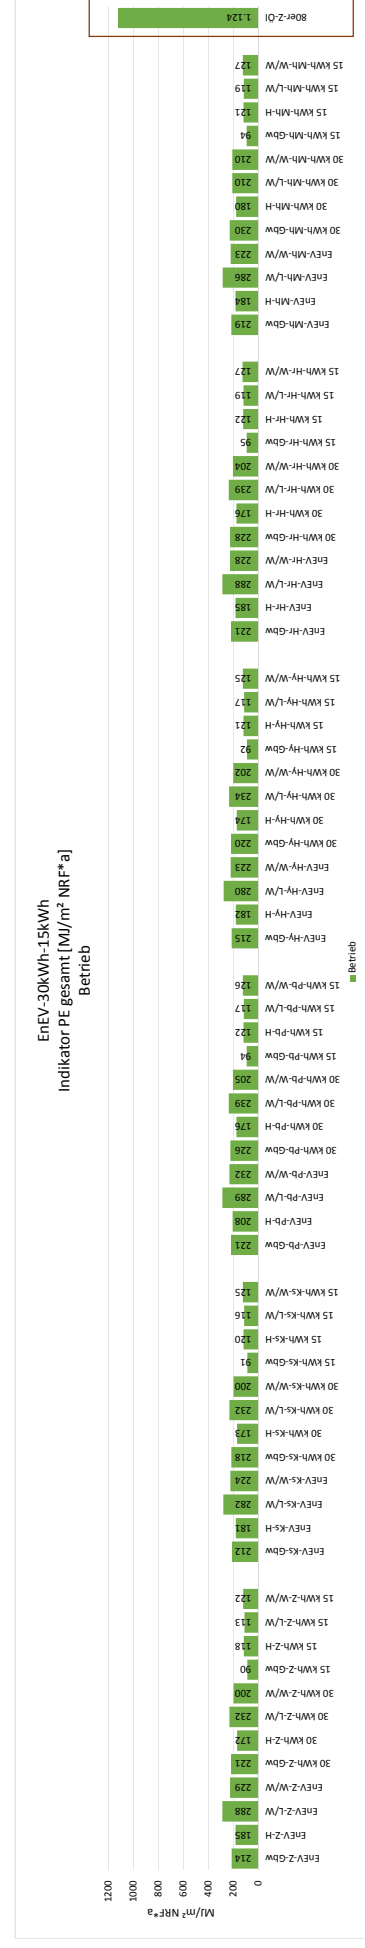 EnEV-30kWh-15kWh
Indikator PE gesamt [MJ/m² NRF*a]
Betrieb
MJ/m² NRF*a
1200
1000
800
600
400
200
0
214
185
288
229
221
172
232
200
90
118
113
122
212
181
282
224
218
173
232
200
91
120
116
125
221
208
289
232
226
176
239
205
94
122
117
126
215
182
280
223
220
174
234
202
92
121
117
125
221
185
288
228
228
176
239
204
95
122
119
127
219
184
286
223
230
180
210
210
94
121
119
127
1.124
EnEV-Z-Gbw
EnEV-Z-H
EnEV-Z-L/W
EnEV-Z-W/W
30 kWh-Z-Gbw
30 kWh-Z-H
30 kWh-Z-L/W
30 kWh-Z-W/W
15 kWh-Z-Gbw
15 kWh-Z-H
15 kWh-Z-L/W
15 kWh-Z-W/W
EnEV-Ks-Gbw
EnEV-Ks-H
EnEV-Ks-L/W
EnEV-Ks-W/W
30 kWh-Ks-Gbw
30 kWh-Ks-H
30 kWh-Ks-L/W
30 kWh-Ks-W/W
15 kWh-Ks-Gbw
15 kWh-Ks-H
15 kWh-Ks-L/W
15 kWh-Ks-W/W
EnEV-Pb-Gbw
EnEV-Pb-H
EnEV-Pb-L/W
EnEV-Pb-W/W
30 kWh-Pb-Gbw
30 kWh-Pb-H
30 kWh-Pb-L/W
30 kWh-Pb-W/W
15 kWh-Pb-Gbw
15 kWh-Pb-H
15 kWh-Pb-L/W
15 kWh-Pb-W/W
EnEV-Hy-Gbw
EnEV-Hy-H
EnEV-Hy-L/W
EnEV-Hy-W/W
30 kWh-Hy-Gbw
30 kWh-Hy-H
30 kWh-Hy-L/W
30 kWh-Hy-W/W
15 kWh-Hy-Gbw
15 kWh-Hy-H
15 kWh-Hy-L/W
15 kWh-Hy-W/W
EnEV-Hr-Gbw
EnEV-Hr-H
EnEV-Hr-L/W
EnEV-Hr-W/W
30 kWh-Hr-Gbw
30 kWh-Hr-H
30 kWh-Hr-L/W
30 kWh-Hr-W/W
15 kWh-Hr-Gbw
15 kWh-Hr-H
15 kWh-Hr-L/W
15 kWh-Hr-W/W
EnEV-Mh-Gbw
EnEV-Mh-H
EnEV-Mh-L/W
EnEV-Mh-W/W
30 kWh-Mh-Gbw
30 kWh-Mh-H
30 kWh-Mh-L/W
30 kWh-Mh-W/W
15 kWh-Mh-Gbw
15 kWh-Mh-H
15 kWh-Mh-L/W
15 kWh-Mh-W/W
80er-Z-Öl
Betrieb